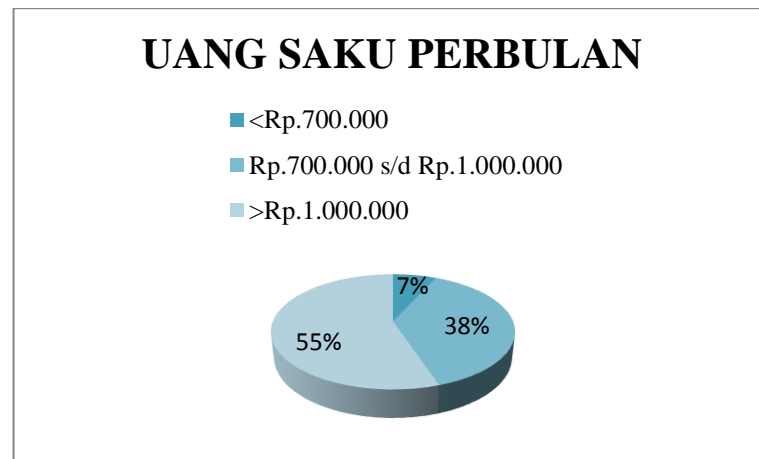 UANG SAKU PERBULAN
<Rp.700.000
Rp.700.000 s/d Rp.1.000.000
>Rp.1.000.000
7%
38%
55%